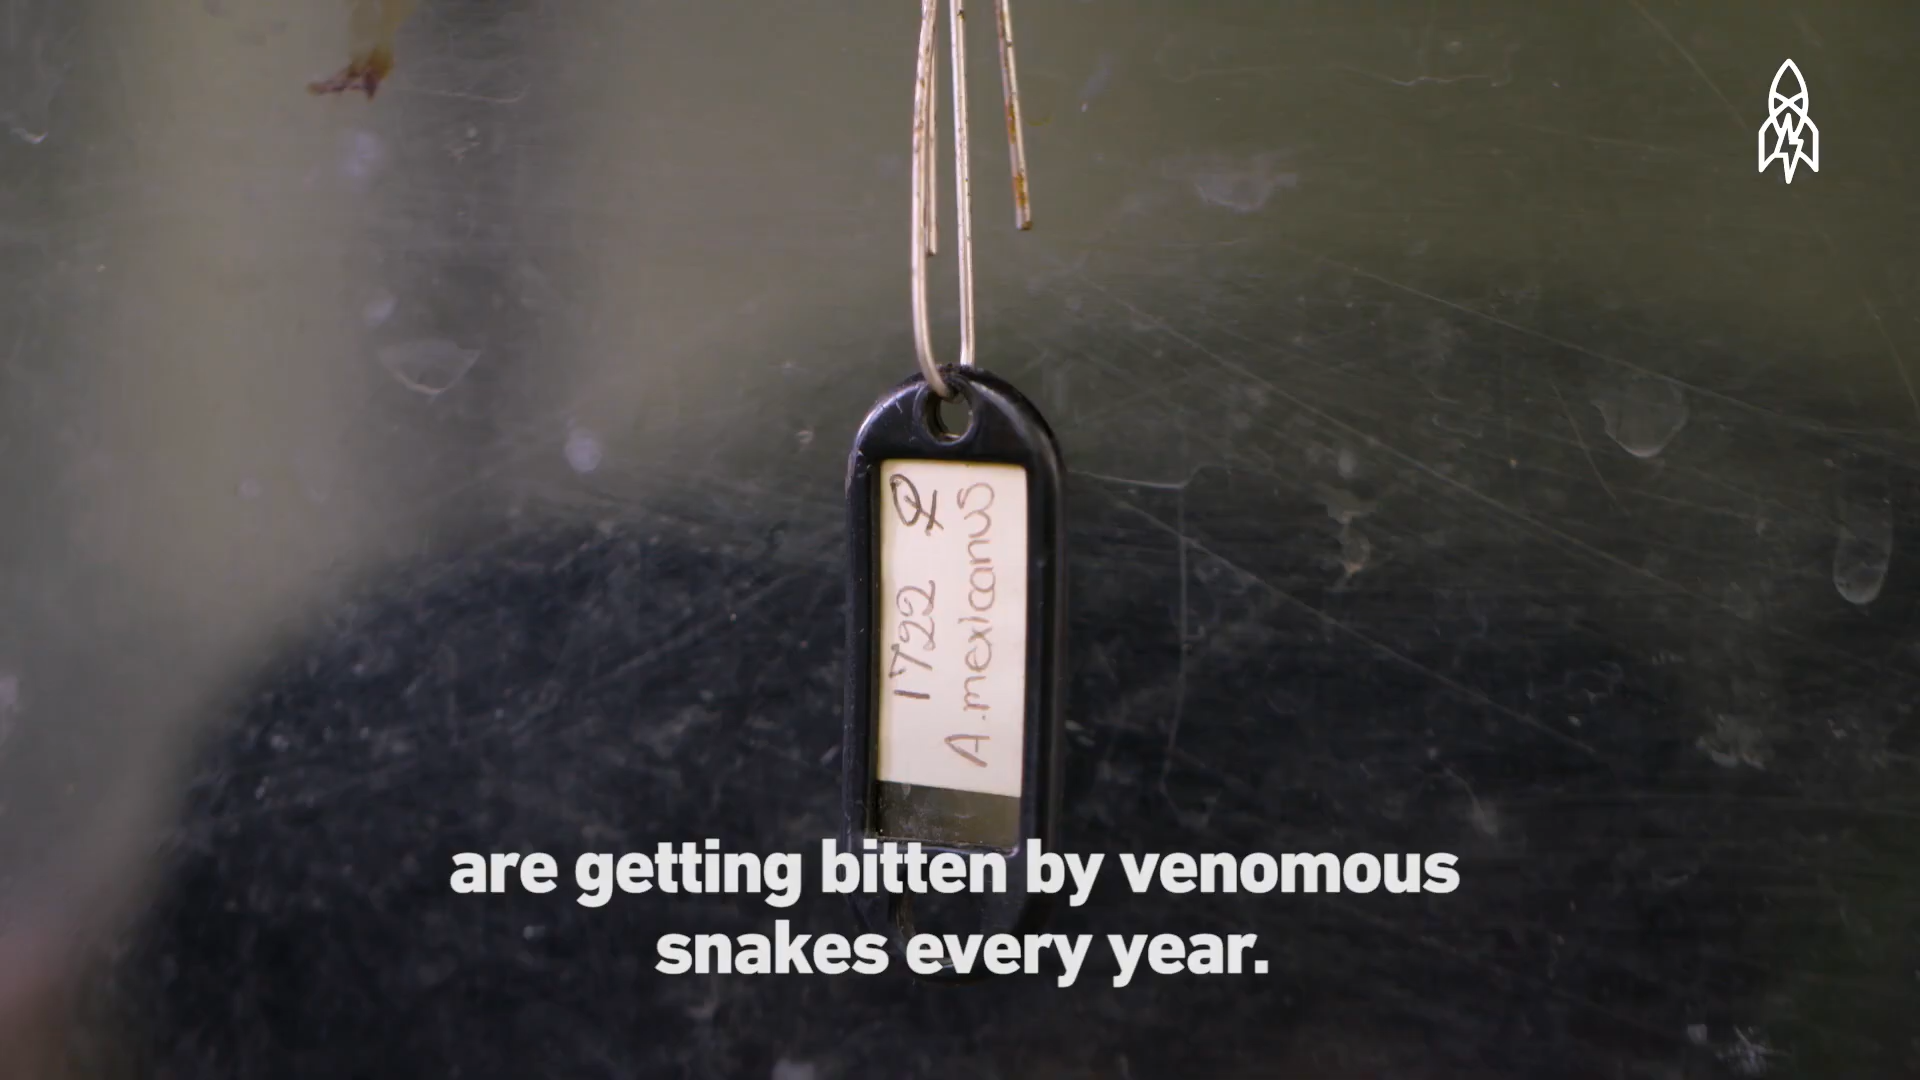 1722 ♀
A.mexicanus
are getting bitten by venomous
snakes every year.